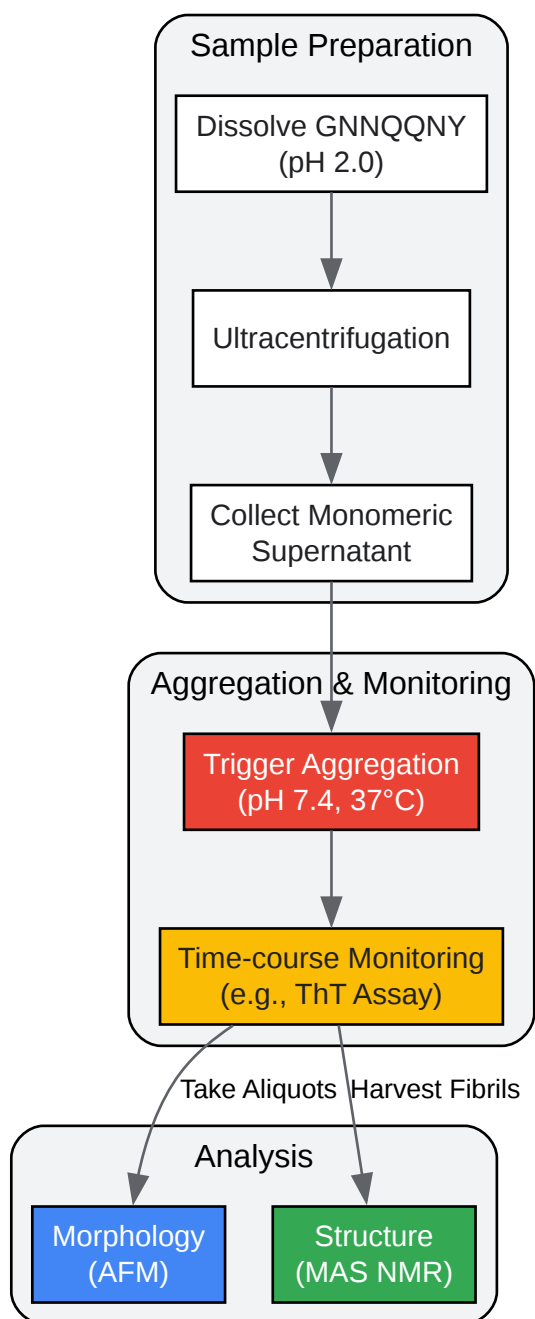 Sample Preparation
Dissolve GNNQQNY
(pH 2.0)
Ultracentrifugation
Collect Monomeric
Supernatant
Aggregation & Monitoring
Trigger Aggregation
(pH 7.4, 37°C)
Time-course Monitoring
(e.g., ThT Assay)
Take Aliquots
Harvest Fibrils
Analysis
Morphology
(AFM)
Structure
(MAS NMR)